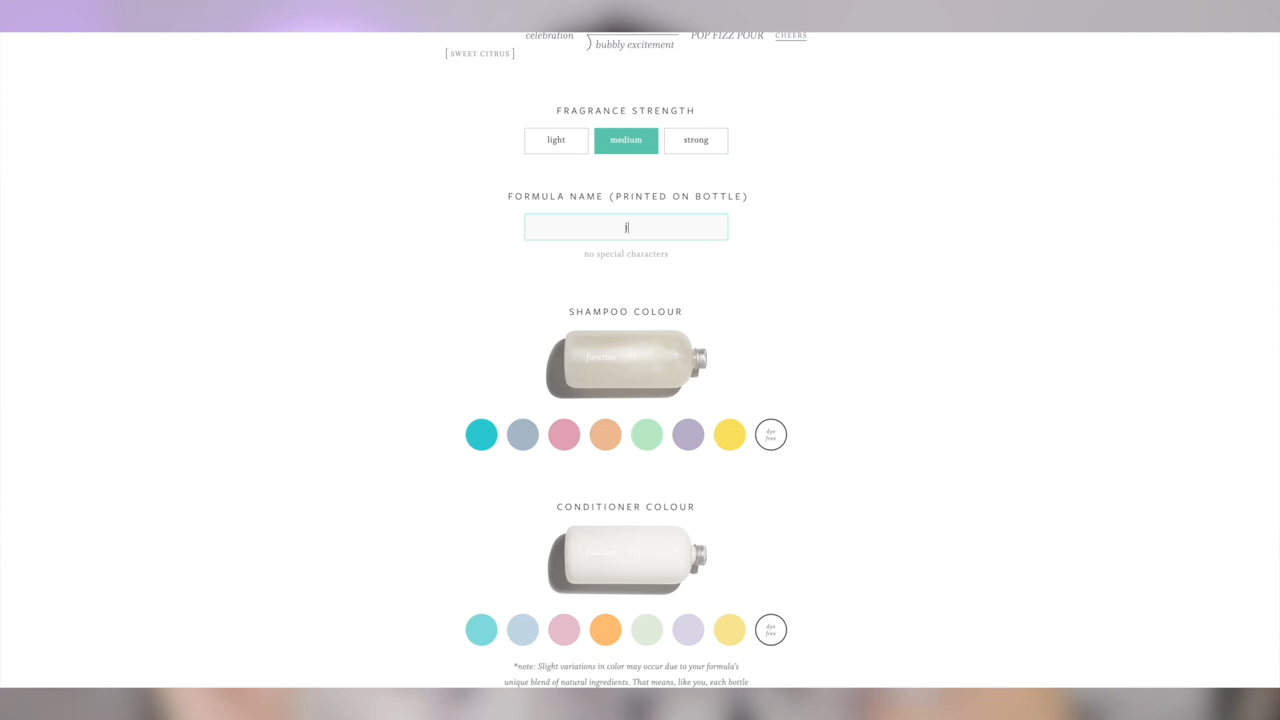 celebration
bubbly excitement
POP FIZZ POUR
CHEERS
[ SWEET CITRUS ]
FRAGRANCE STRENGTH
light
medium
strong
FORMULA NAME (PRINTED ON BOTTLE)
j
no special characters
SHAMPOO COLOUR
function
dye
free
CONDITIONER COLOUR
function
dye
free
*note: Slight variations in color may occur due to your formula's
unique blend of natural ingredients. That means, like you, each bottle